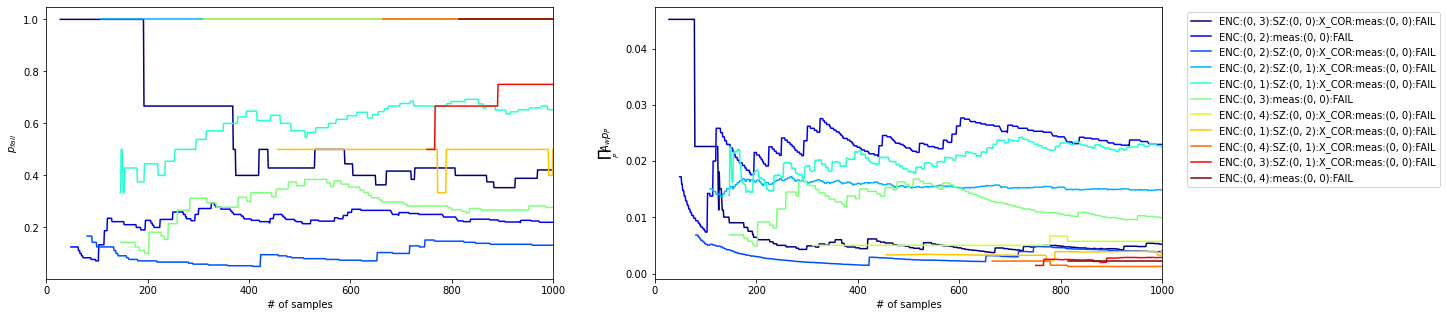 1.0
0.8
0.6
0.4
0.2
p_fail
0 200 400 600 800 1000
# of samples
0.04
0.03
0.02
0.01
0.00
0 200 400 600 800 1000
# of samples
ENC:(0, 3):SZ:(0, 0):X_COR:meas:(0, 0):FAIL
ENC:(0, 2):meas:(0, 0):FAIL
ENC:(0, 2):SZ:(0, 0):X_COR:meas:(0, 0):FAIL
ENC:(0, 2):SZ:(0, 1):X_COR:meas:(0, 0):FAIL
ENC:(0, 1):SZ:(0, 1):X_COR:meas:(0, 0):FAIL
ENC:(0, 3):meas:(0, 0):FAIL
ENC:(0, 4):SZ:(0, 0):X_COR:meas:(0, 0):FAIL
ENC:(0, 1):SZ:(0, 2):X_COR:meas:(0, 0):FAIL
ENC:(0, 4):SZ:(0, 1):X_COR:meas:(0, 0):FAIL
ENC:(0, 3):SZ:(0, 1):X_COR:meas:(0, 0):FAIL
ENC:(0, 4):meas:(0, 0):FAIL